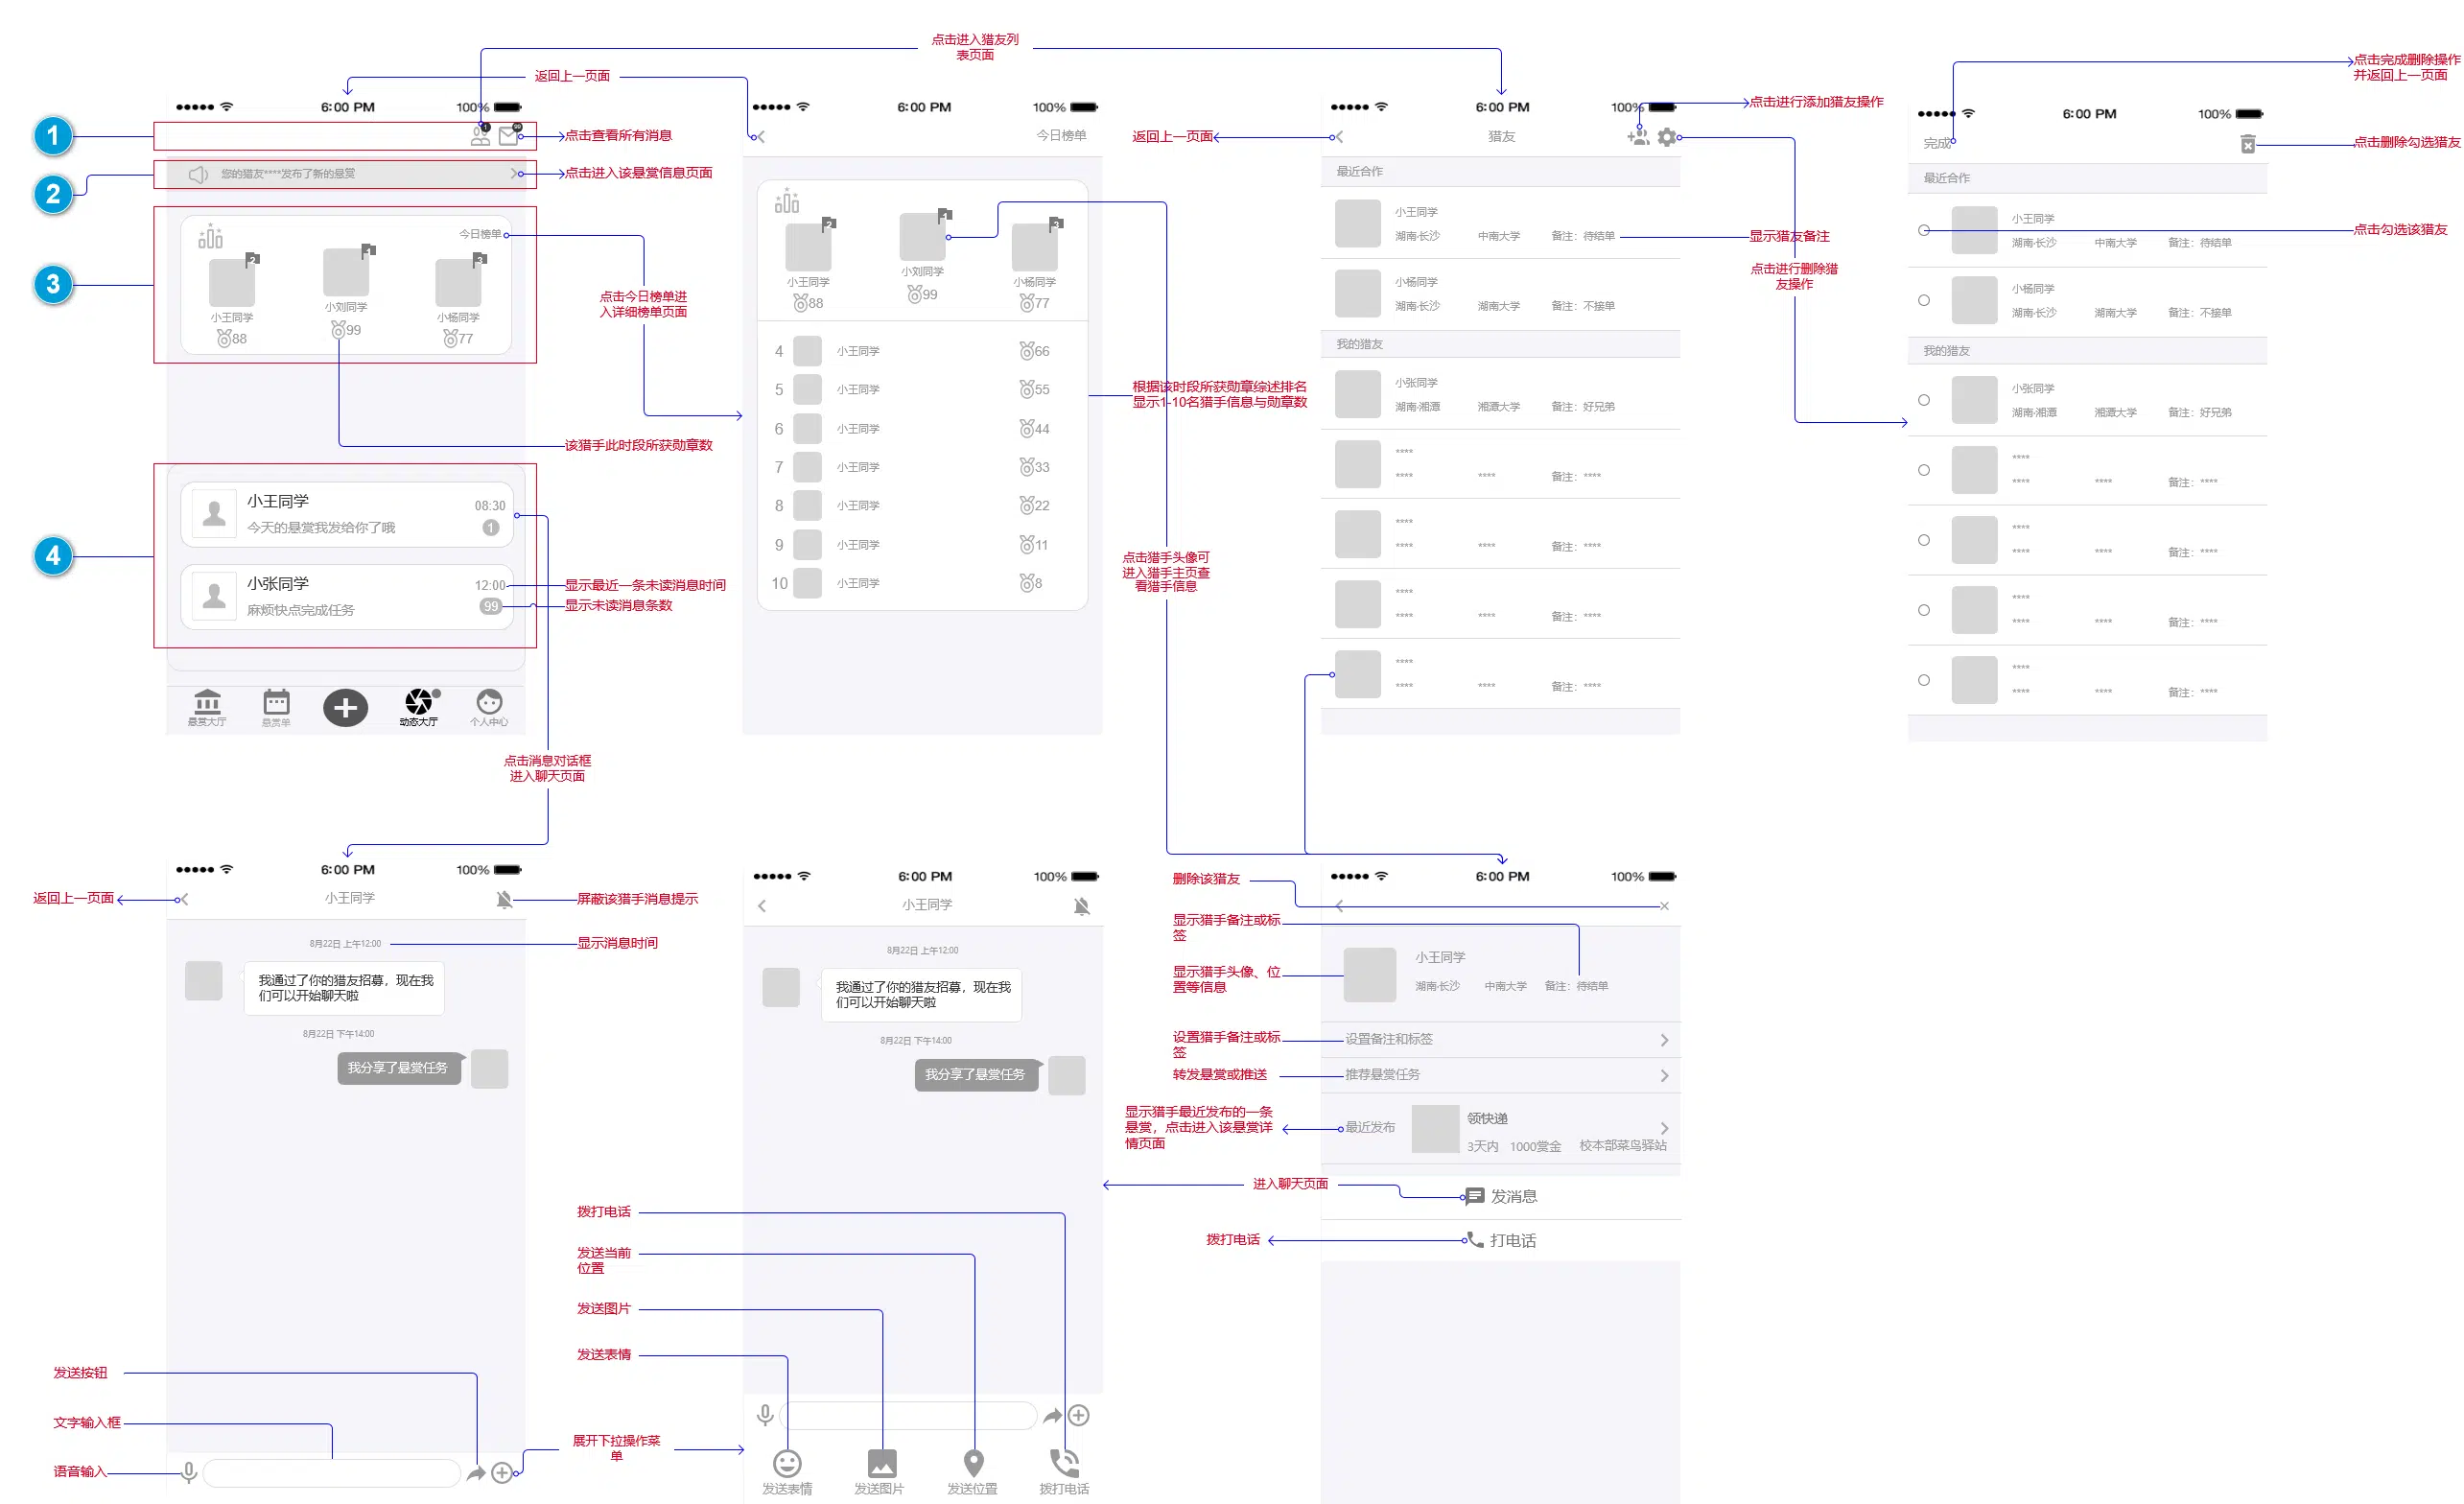 点击进入猎友列
表页面
返回上一页面
点击完成删除操作
并返回上一页面
6:00 PM
100%
1
1
99
点击查看所有消息
2
您的猎友****发布了新的悬赏
点击进入该悬赏信息页面
3
今日榜单
2
1
3
小王同学
小刘同学
小杨同学
88
99
77
点击今日榜单进
入详细榜单页面
该猎手此时段所获勋章数
4
小王同学
08:30
今天的悬赏我发给你了哦
1
小张同学
12:00
麻烦快点完成任务
99
显示最近一条未读消息时间
显示未读消息条数
悬赏大厅
悬赏单
动态大厅
个人中心
点击消息对话框
进入聊天页面
6:00 PM
100%
今日榜单
2
1
3
小王同学
小刘同学
小杨同学
88
99
77
4 小王同学 66
5 小王同学 55
6 小王同学 44
7 小王同学 33
8 小王同学 22
9 小王同学 11
10 小王同学 8
根据该时段所获勋章综述排名
显示1-10名猎手信息与勋章数
点击猎手头像可
进入猎手主页查
看猎手信息
6:00 PM
100%
返回上一页面
猎友
点击进行添加猎友操作
最近合作
小王同学
湖南·长沙 中南大学 备注：待结单
显示猎友备注
点击进行删除猎
友操作
小杨同学
湖南·长沙 湖南大学 备注：不接单
我的猎友
小张同学
湖南·湘潭 湘潭大学 备注：好兄弟
****
**** **** 备注：****
****
**** **** 备注：****
****
**** **** 备注：****
****
**** **** 备注：****
6:00 PM
100%
完成
点击删除勾选猎友
最近合作
小王同学
湖南·长沙 中南大学 备注：待结单
点击勾选该猎友
小杨同学
湖南·长沙 湖南大学 备注：不接单
我的猎友
小张同学
湖南·湘潭 湘潭大学 备注：好兄弟
****
**** **** 备注：****
****
**** **** 备注：****
****
**** **** 备注：****
****
**** **** 备注：****
6:00 PM
100%
返回上一页面
小王同学
屏蔽该猎手消息提示
8月22日 上午12:00
显示消息时间
我通过了你的猎友招募，现在我
们可以开始聊天啦
8月22日 下午14:00
我分享了悬赏任务
发送按钮
文字输入框
语音输入
展开下拉操作菜
单
6:00 PM
100%
小王同学
8月22日 上午12:00
我通过了你的猎友招募，现在我
们可以开始聊天啦
8月22日 下午14:00
我分享了悬赏任务
拨打电话
发送当前
位置
发送图片
发送表情
发送表情
发送图片
发送位置
拨打电话
6:00 PM
100%
删除该猎友
显示猎手备注或标
签
小王同学
显示猎手头像、位
置等信息
湖南·长沙 中南大学 备注：待结单
设置猎手备注或标
签
设置备注和标签
转发悬赏或推送
推荐悬赏任务
显示猎手最近发布的一条
悬赏，点击进入该悬赏详
情页面
最近发布
领快递
3天内 1000赏金 校本部菜鸟驿站
进入聊天页面
发消息
拨打电话
打电话